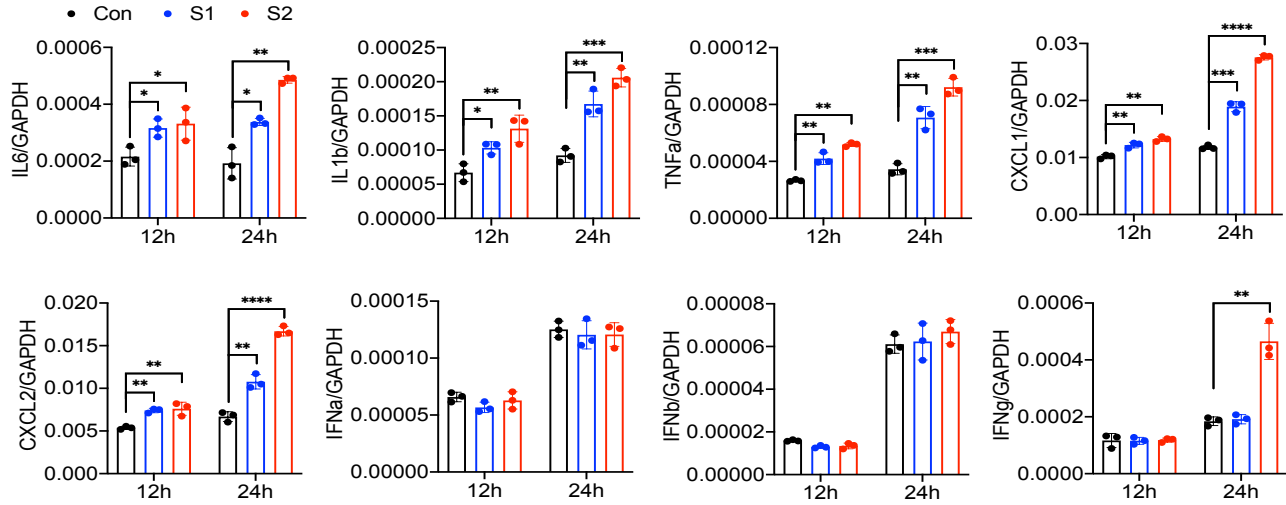 Con S1 S2
IL6/GAPDH
0.0006
0.0004
0.0002
0.0000
* * * **
12h 24h
IL1b/GAPDH
0.00025
0.00020
0.00015
0.00010
0.00005
0.00000
* ** ** ***
12h 24h
TNFa/GAPDH
0.00012
0.00008
0.00004
0.00000
** ** ** ***
12h 24h
CXCL1/GAPDH
0.03
0.02
0.01
0.00
** ** *** ****
12h 24h
CXCL2/GAPDH
0.020
0.015
0.010
0.005
0.000
** ** ** ****
12h 24h
IFNa/GAPDH
0.00015
0.00010
0.00005
0.00000
12h 24h
IFNb/GAPDH
0.00008
0.00006
0.00004
0.00002
0.00000
12h 24h
IFNg/GAPDH
0.0006
0.0004
0.0002
0.0000
**
12h 24h